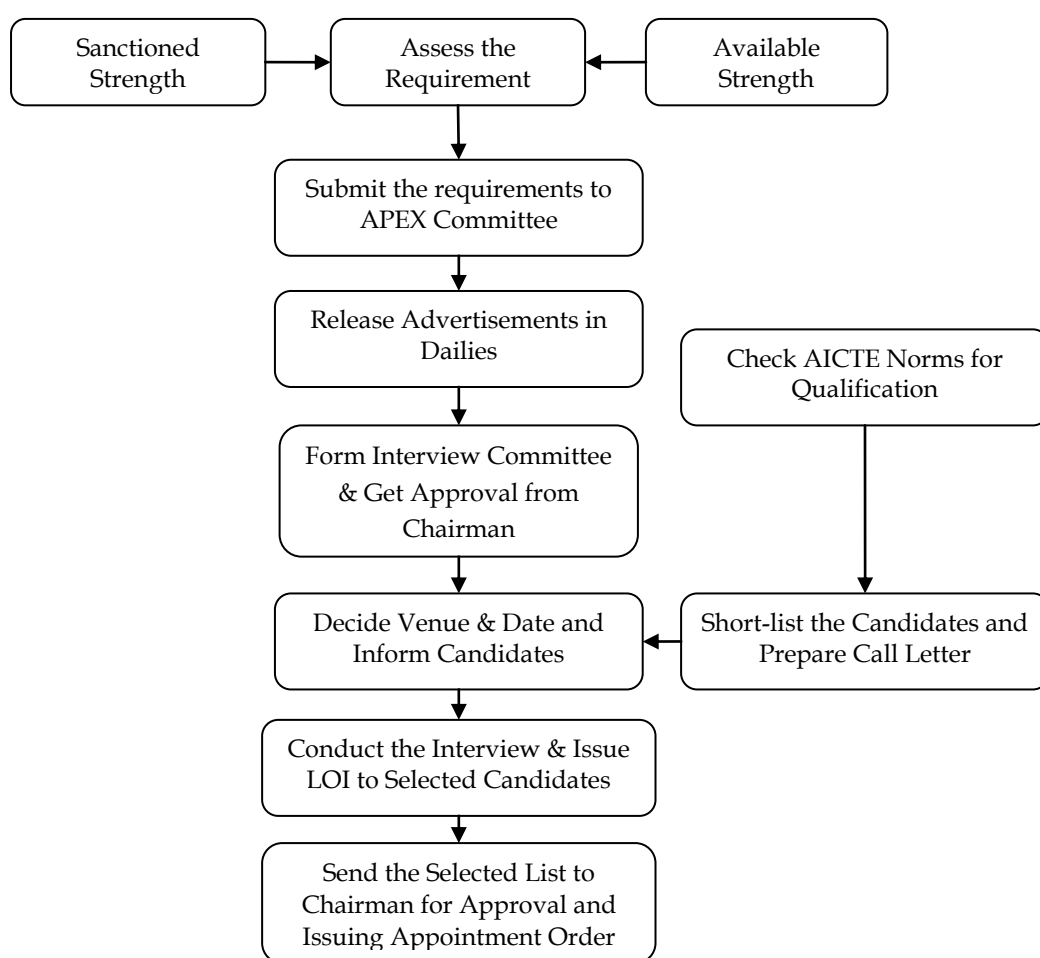 Sanctioned
Strength
Assess the
Requirement
Available
Strength
Submit the requirements to
APEX Committee
Release Advertisements in
Dailies
Check AICTE Norms for
Qualification
Form Interview Committee
& Get Approval from
Chairman
Decide Venue & Date and
Inform Candidates
Short-list the Candidates and
Prepare Call Letter
Conduct the Interview & Issue
LOI to Selected Candidates
Send the Selected List to
Chairman for Approval and
Issuing Appointment Order